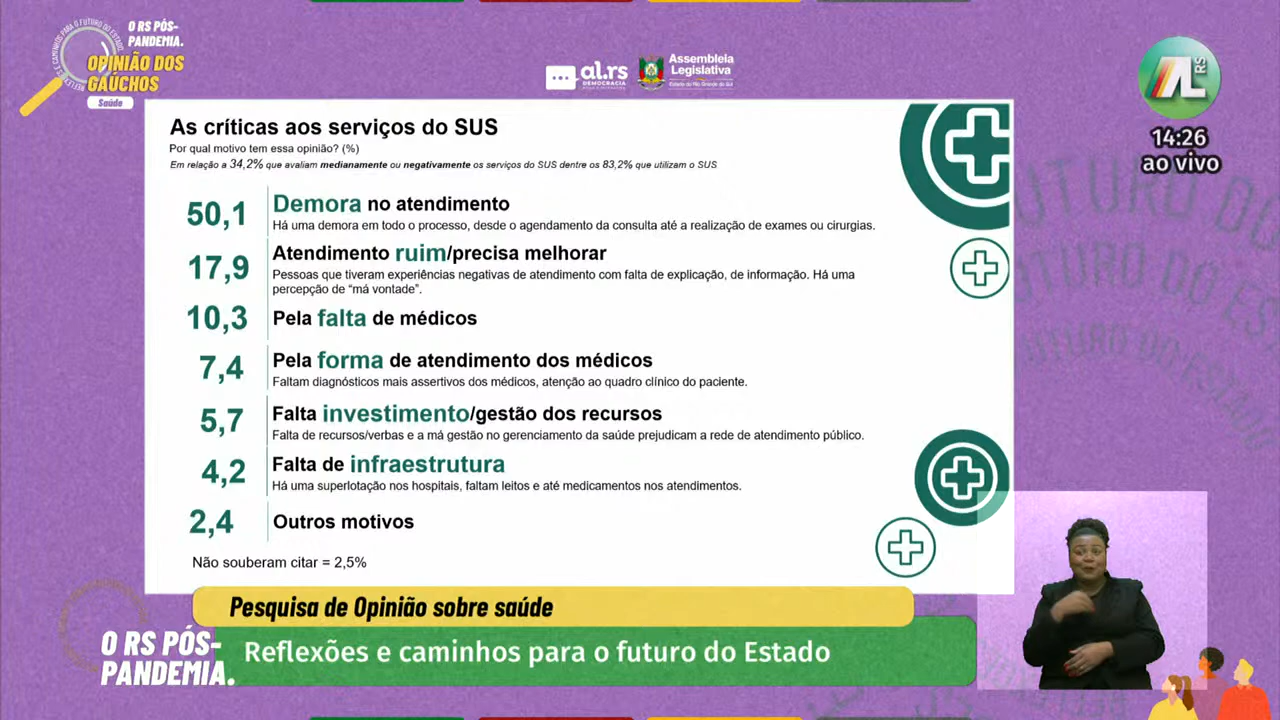 O RS PÓS-
PANDEMIA.
OPINIÃO DOS
GAÚCHOS
Saúde
al.rs
DEMOCRACIA
Assembleia
Legislativa
Estado do Rio Grande do Sul
RS
14:26
ao vivo
As críticas aos serviços do SUS
Por qual motivo tem essa opinião? (%)
Em relação a 34,2% que avaliam medianamente ou negativamente os serviços do SUS dentre os 83,2% que utilizam o SUS
50,1
Demora no atendimento
Há uma demora em todo o processo, desde o agendamento da consulta até a realização de exames ou cirurgias.
17,9
Atendimento ruim/precisa melhorar
Pessoas que tiveram experiências negativas de atendimento com falta de explicação, de informação. Há uma
percepção de “má vontade”.
10,3
Pela falta de médicos
7,4
Pela forma de atendimento dos médicos
Faltam diagnósticos mais assertivos dos médicos, atenção ao quadro clínico do paciente.
5,7
Falta investimento/gestão dos recursos
Falta de recursos/verbas e a má gestão no gerenciamento da saúde prejudicam a rede de atendimento público.
4,2
Falta de infraestrutura
Há uma superlotação nos hospitais, faltam leitos e até medicamentos nos atendimentos.
2,4
Outros motivos
Não souberam citar = 2,5%
Pesquisa de Opinião sobre saúde
O RS PÓS-
PANDEMIA.
Reflexões e caminhos para o futuro do Estado